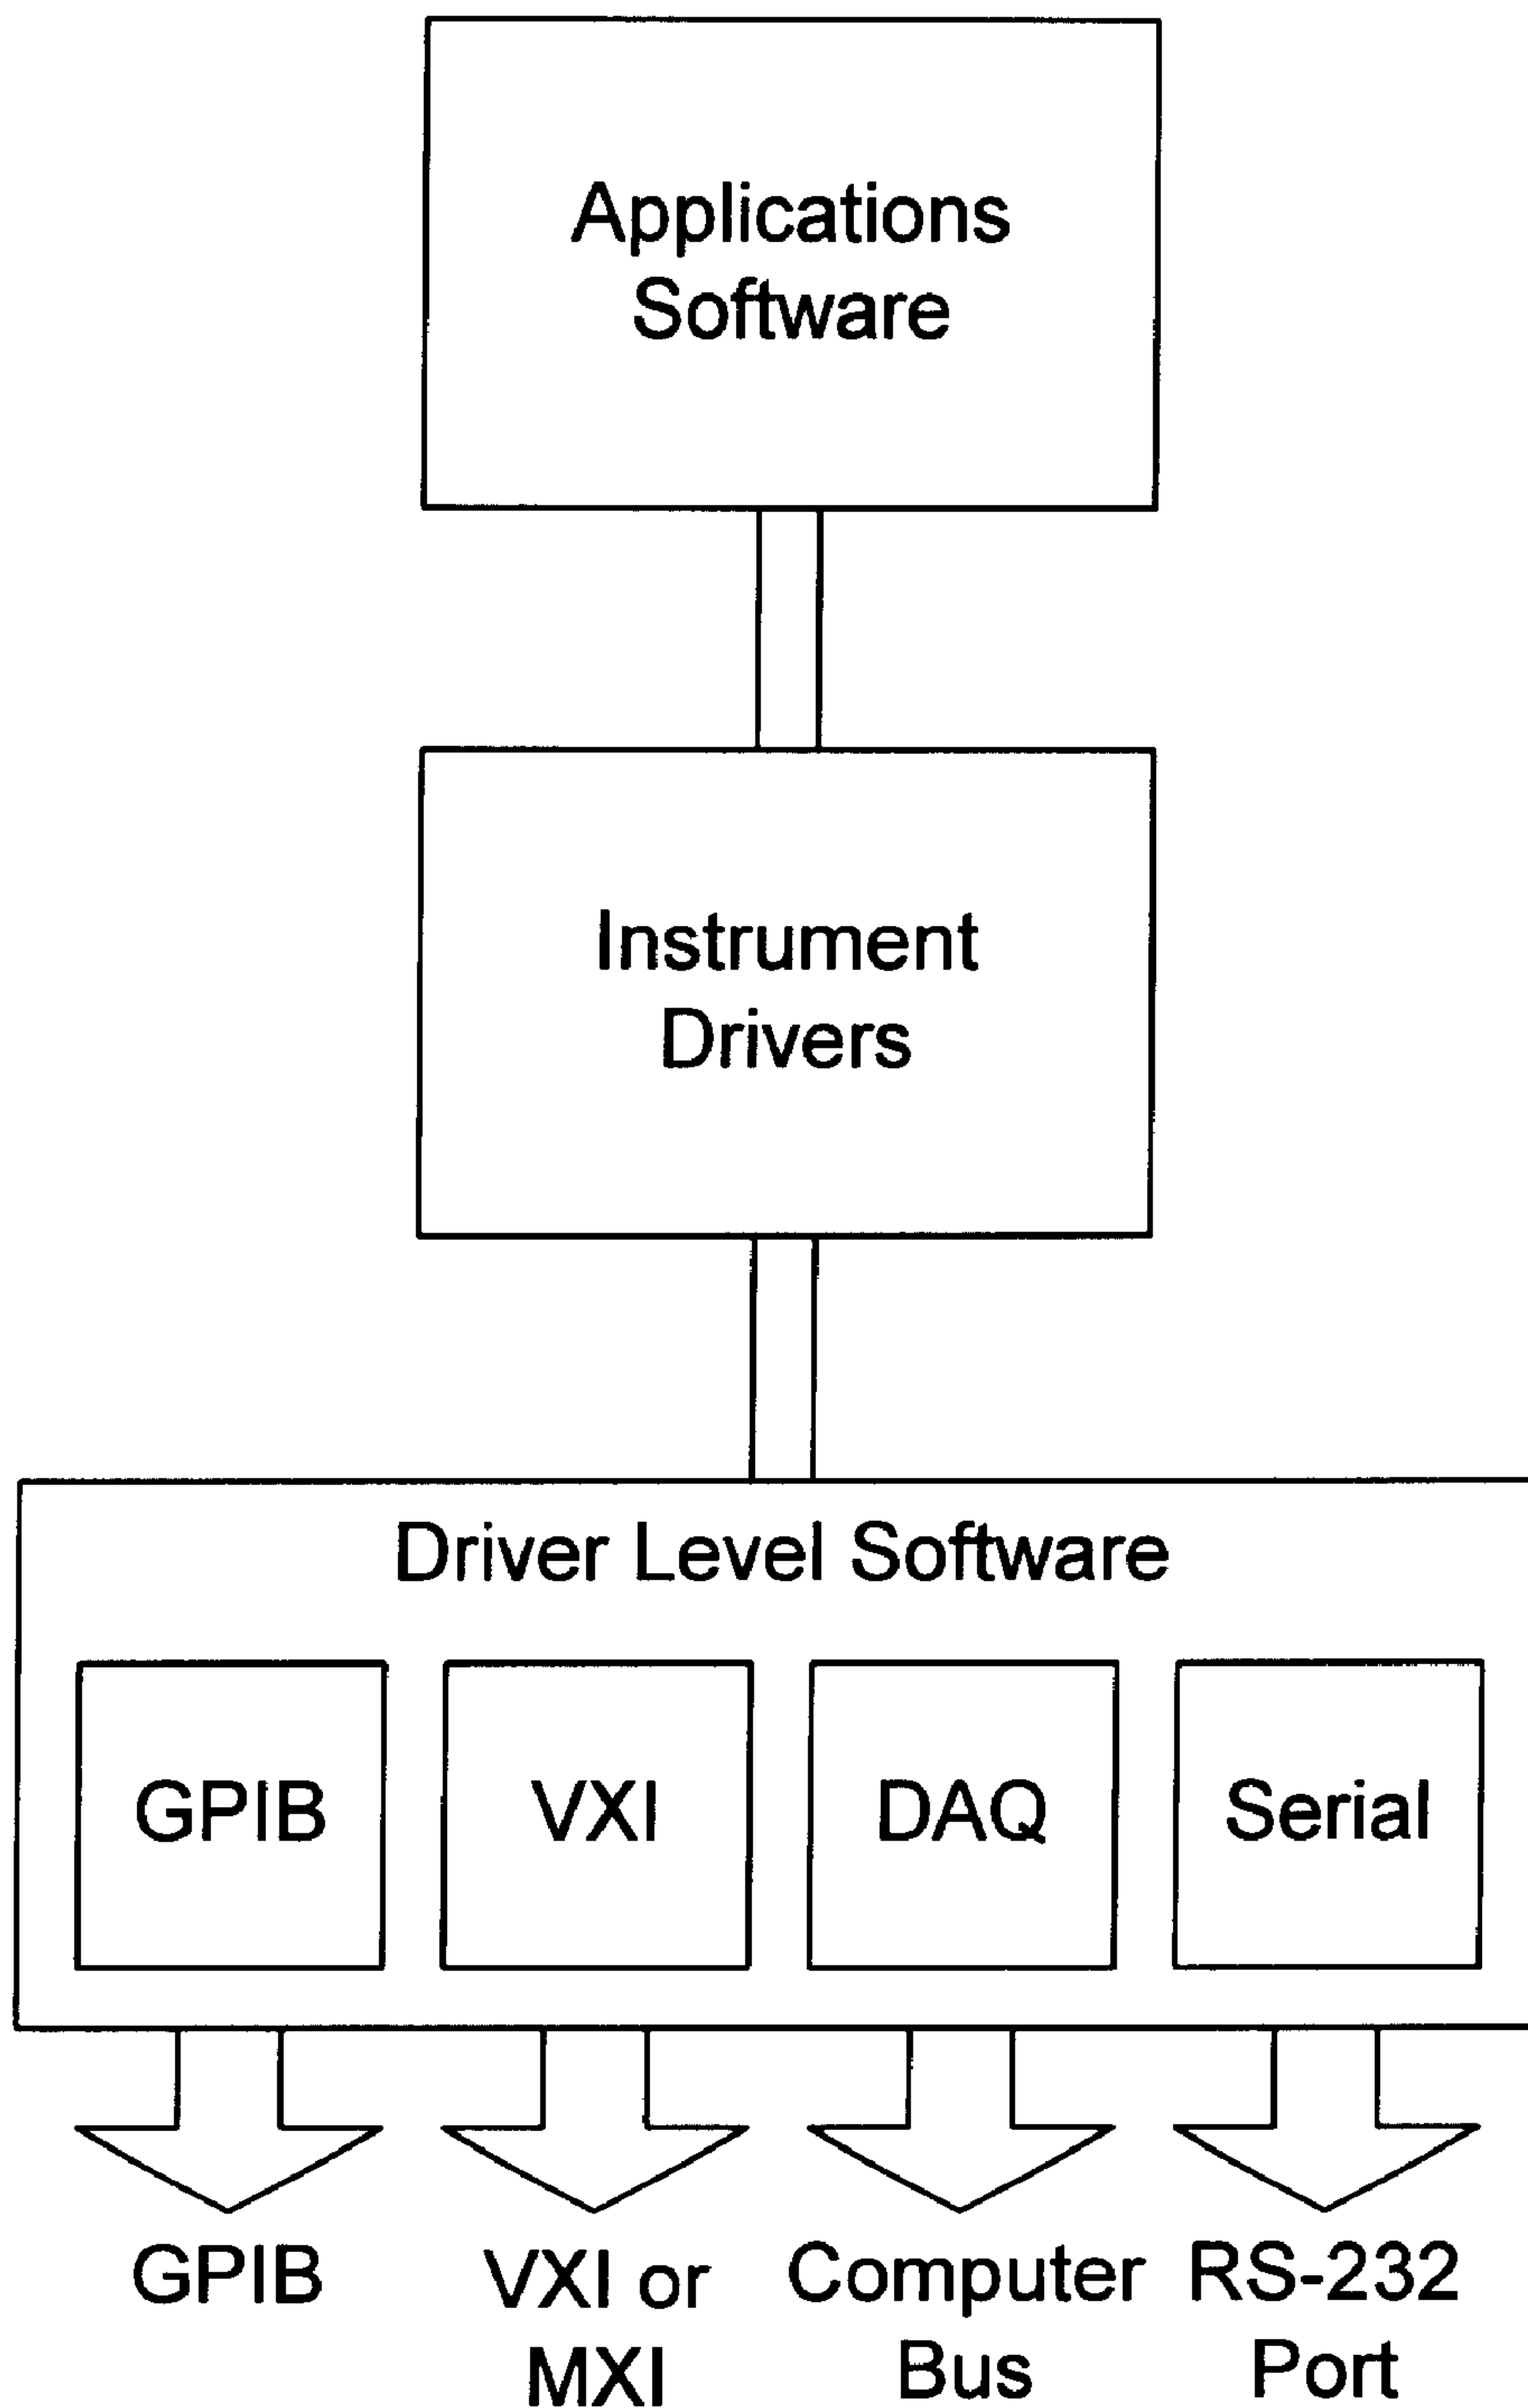 Applications
Software
Instrument
Drivers
Driver Level Software
GPIB
VXI
DAQ
Serial
GPIB
VXI or
MXI
Computer
Bus
RS-232
Port